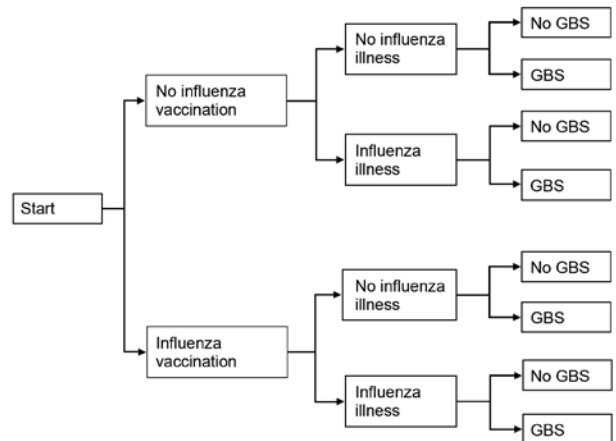 No GBS
No influenza
illness
GBS
No influenza
vaccination
No GBS
Influenza
illness
GBS
Start
No GBS
No influenza
illness
GBS
Influenza
vaccination
No GBS
Influenza
illness
GBS